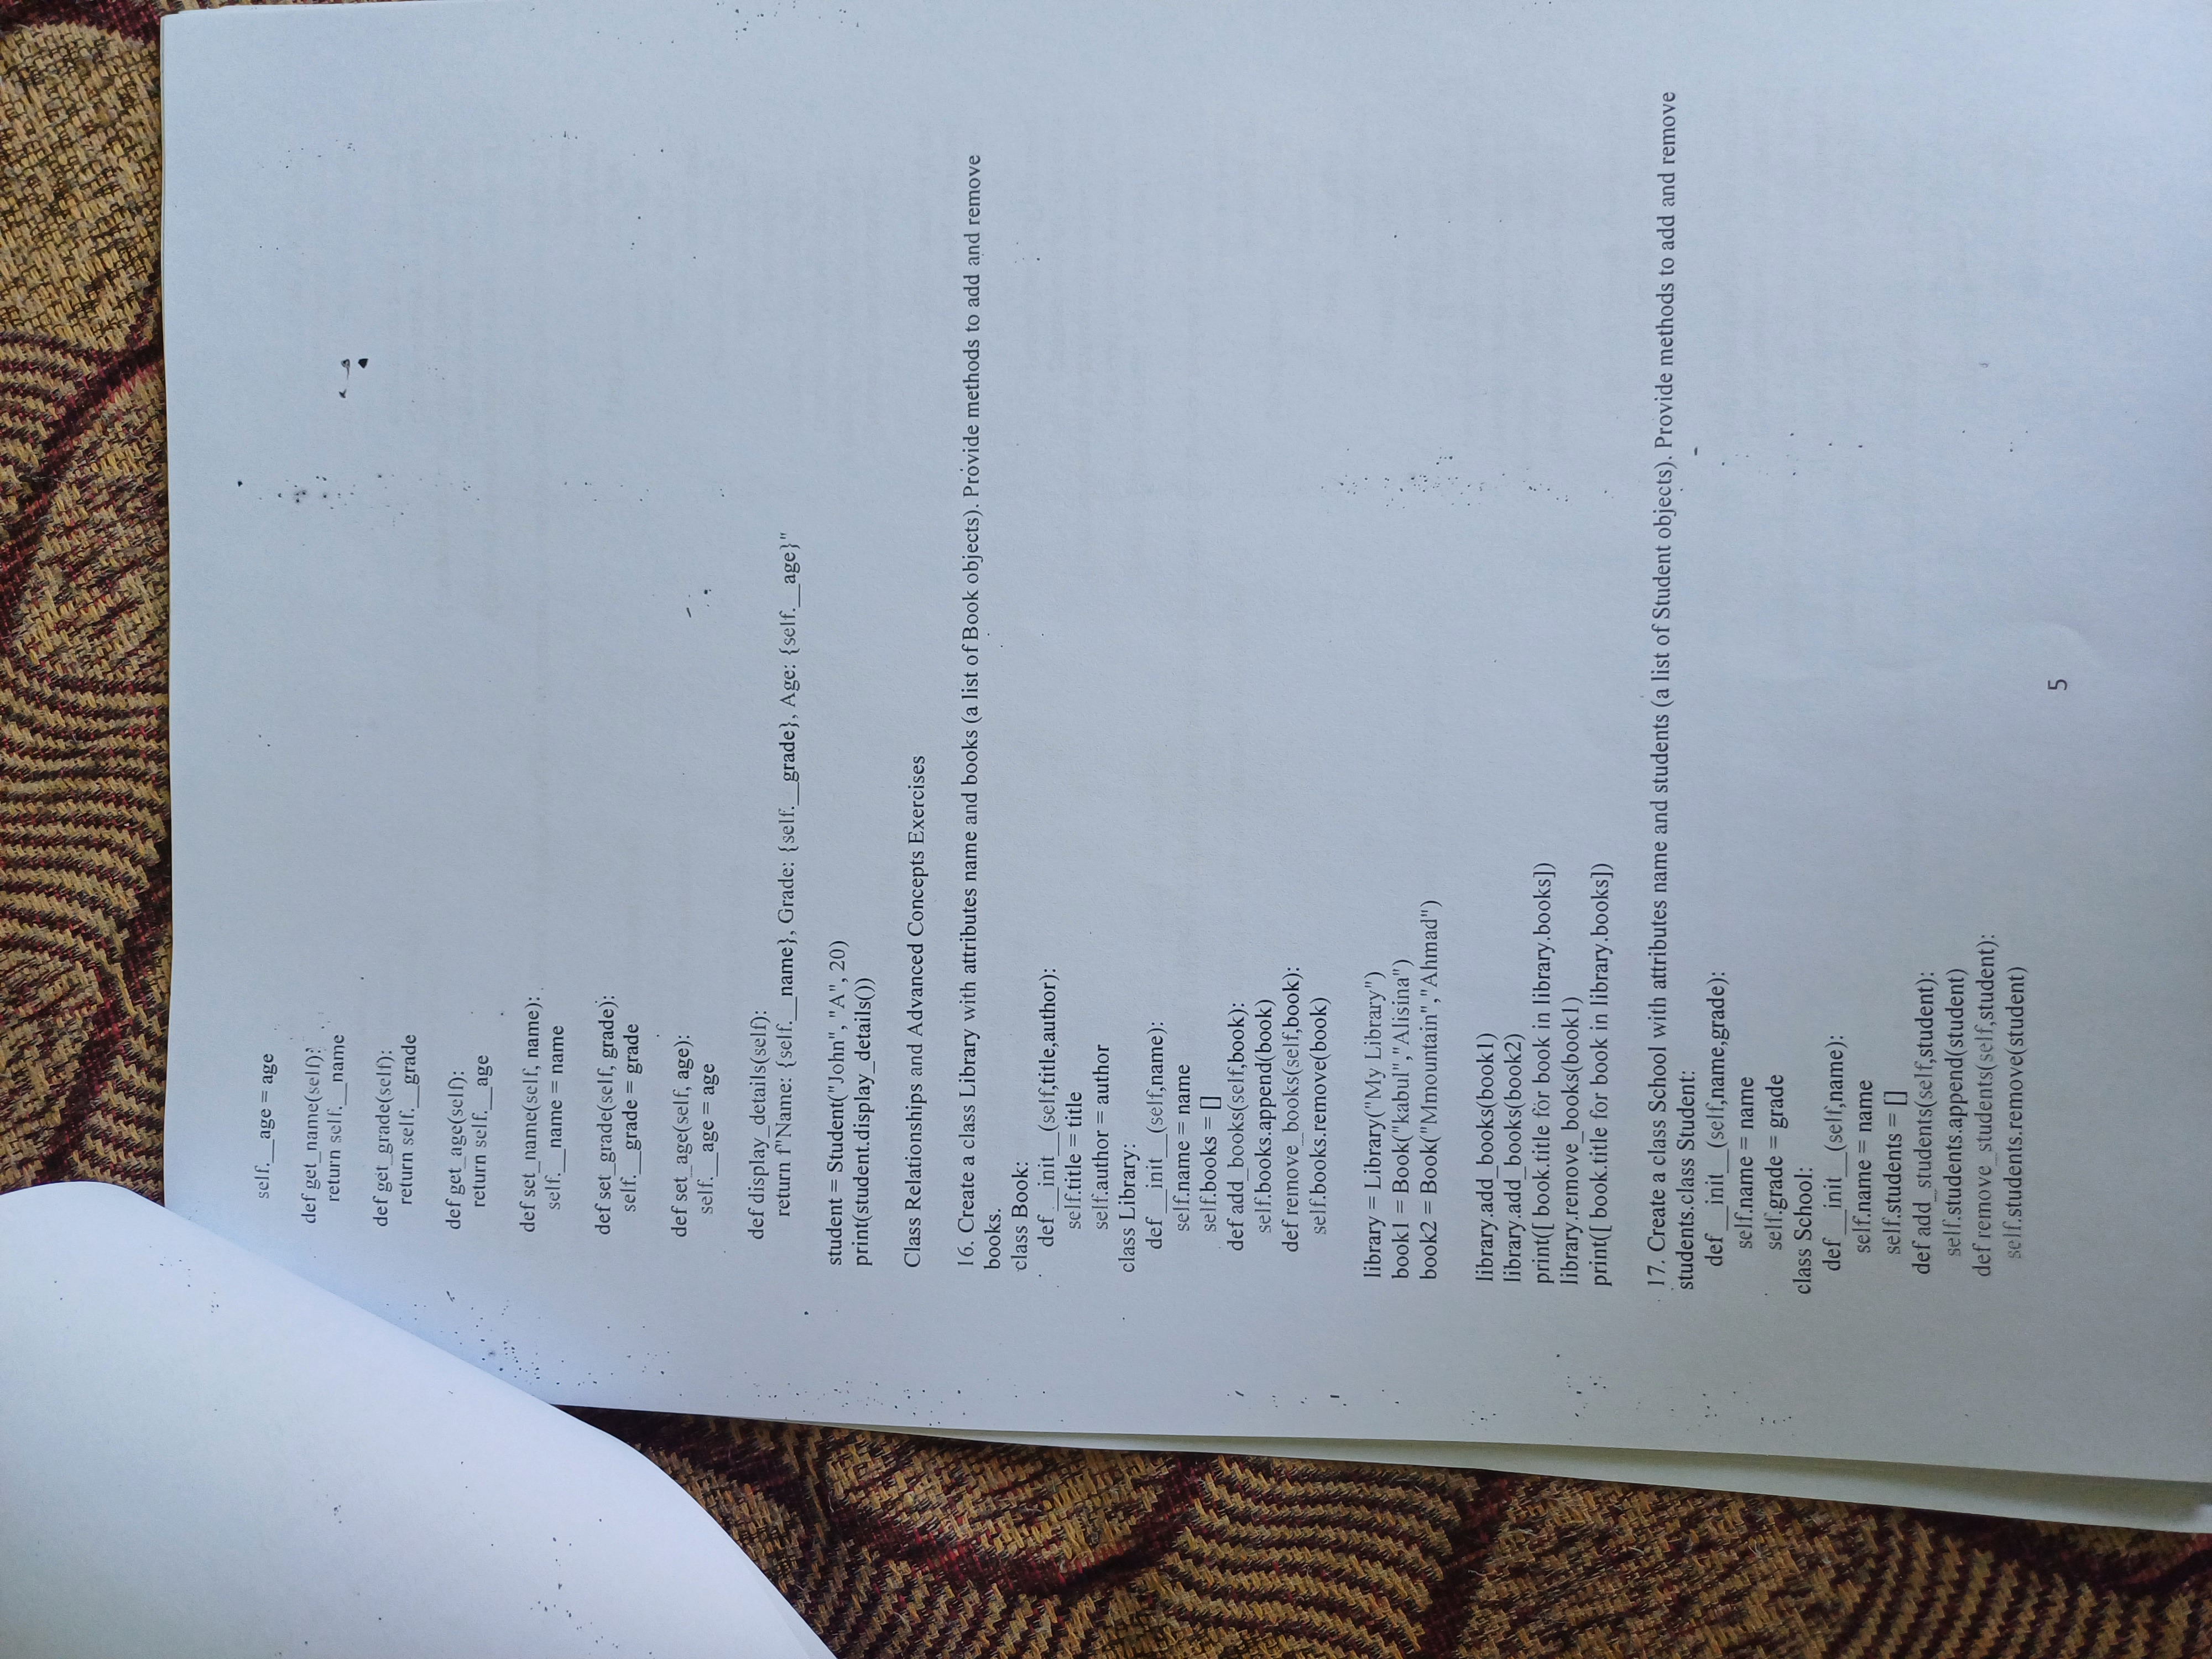 self.__age = age
def get_name(self):
return self.__name
def get_grade(self):
return self.__grade
def get_age(self):
return self.__age
def set_name(self, name):
self.__name = name
def set_grade(self, grade):
self.__grade = grade
def set_age(self, age):
self.__age = age
def display_details(self):
return f"Name: {self.__name}, Grade: {self.__grade}, Age: {self.__age}"
student = Student("John", "A", 20)
print(student.display_details())
Class Relationships and Advanced Concepts Exercises
16. Create a class Library with attributes name and books (a list of Book objects). Provide methods to add and remove
books.
class Book:
def __init__(self,title,author):
self.title = title
self.author = author
class Library:
def __init__(self,name):
self.name = name
self.books = []
def add_books(self,book):
self.books.append(book)
def remove_books(self,book):
self.books.remove(book)
library = Library("My Library")
book1 = Book("kabul","Alisina")
book2 = Book("Mmountain","Ahmad")
library.add_books(book1)
library.add_books(book2)
print([ book.title for book in library.books])
library.remove_books(book1)
print([ book.title for book in library.books])
17. Create a class School with attributes name and students (a list of Student objects). Provide methods to add and remove
students.class Student:
def __init__(self,name,grade):
self.name = name
self.grade = grade
class School:
def __init__(self,name):
self.name = name
self.students = []
def add_students(self,student):
self.students.append(student)
def remove_students(self,student):
self.students.remove(student)
5